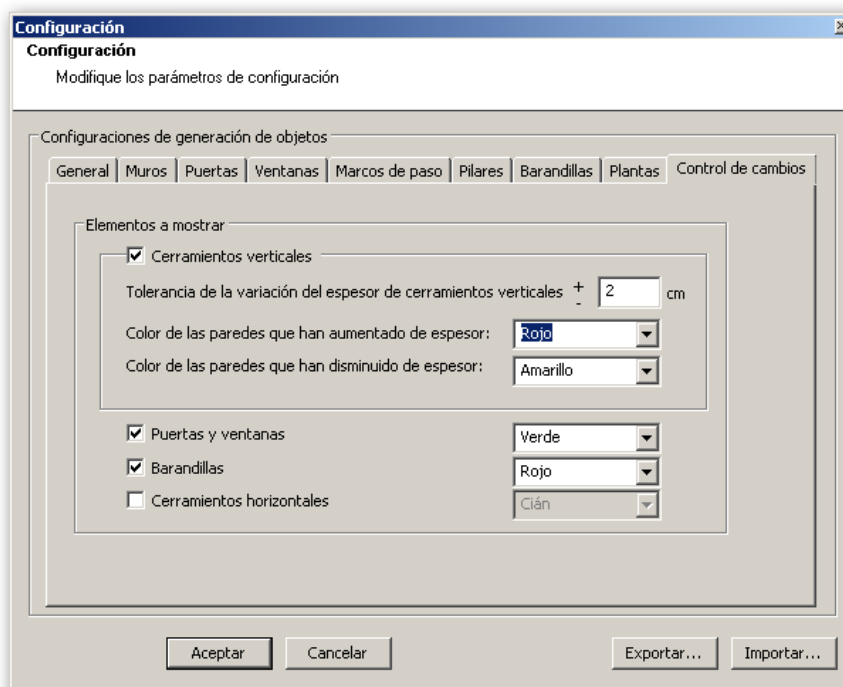 Configuración
Configuración
Modifique los parámetros de configuración
Configuraciones de generación de objetos
General Muros Puertas Ventanas Marcos de paso Pilares Barandillas Plantas Control de cambios
Elementos a mostrar
Cerramientos verticales
Tolerancia de la variación del espesor de cerramientos verticales + - 2 cm
Color de las paredes que han aumentado de espesor: Rojo
Color de las paredes que han disminuido de espesor: Amarillo
Puertas y ventanas Verde
Barandillas Rojo
Cerramientos horizontales Cián
Aceptar Cancelar Exportar... Importar...